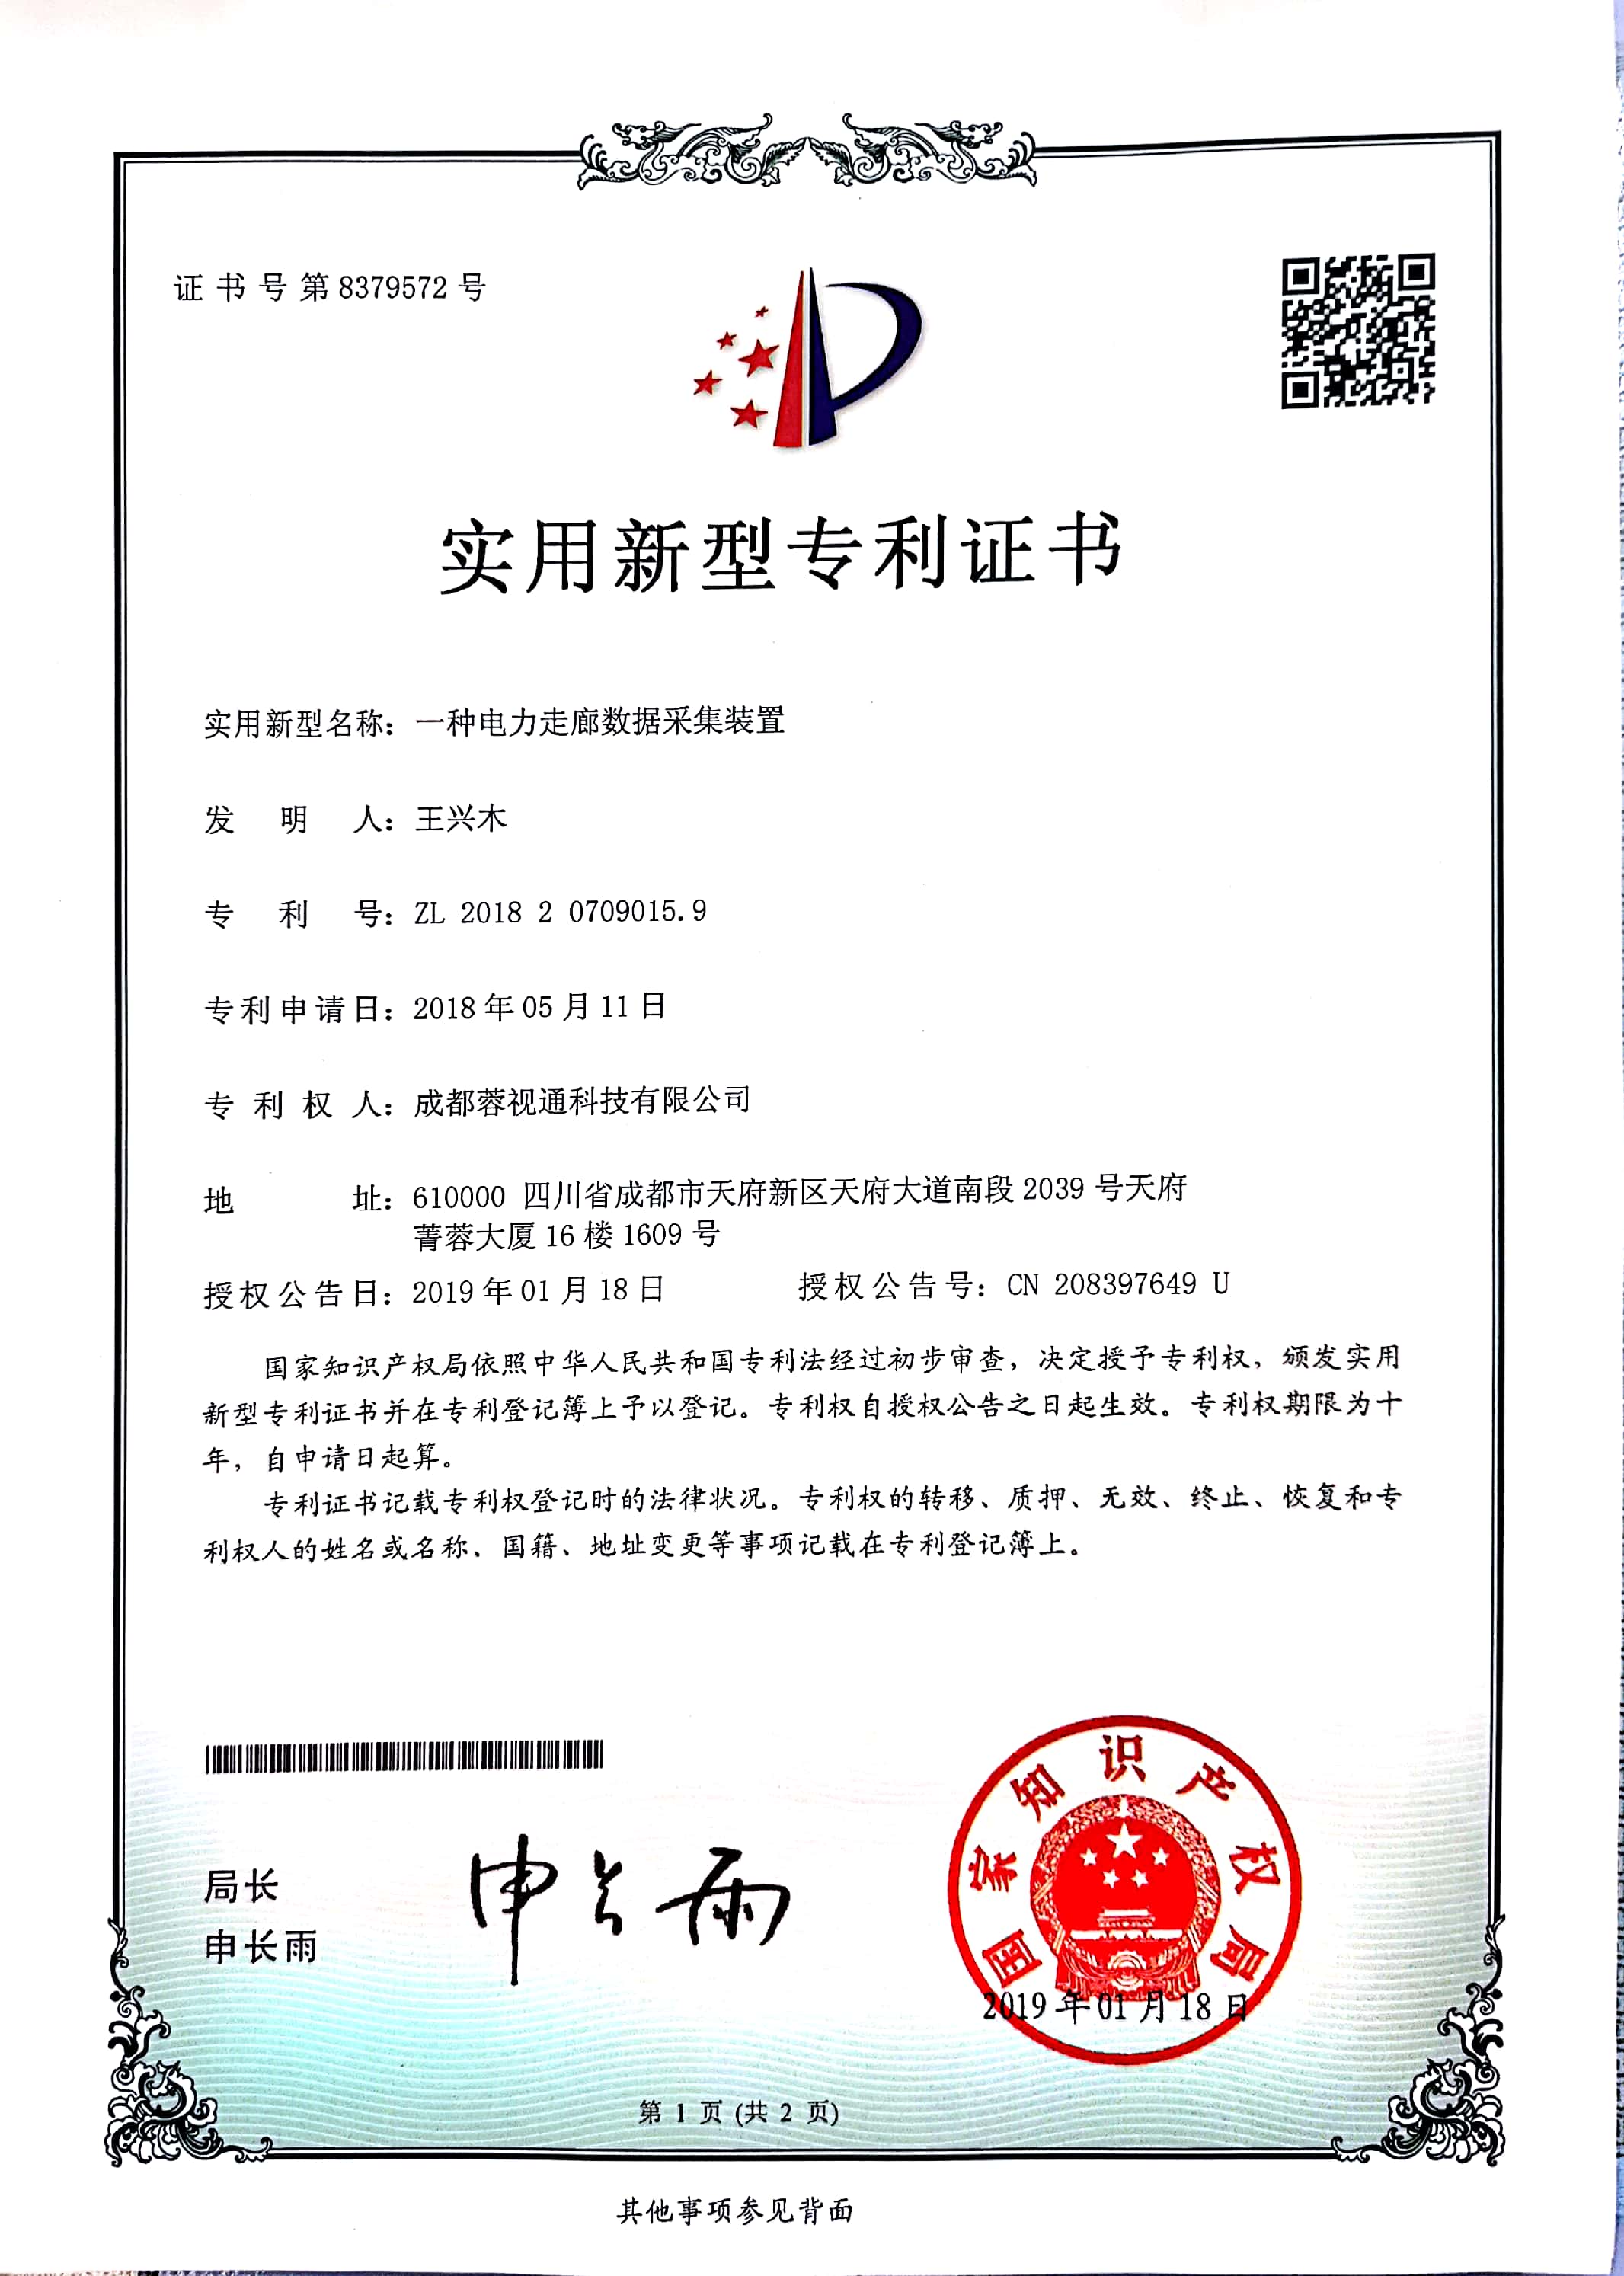 证书号第8379572号
实用新型专利证书
实用新型名称：一种电力走廊数据采集装置
发明人：王兴木
专利号：ZL 2018 2 0709015.9
专利申请日：2018年05月11日
专利权人：成都蓉视通科技有限公司
地址：610000 四川省成都市天府新区天府大道南段2039号天府
菁蓉大厦16楼1609号
授权公告日：2019年01月18日 授权公告号：CN 208397649 U
国家知识产权局依照中华人民共和国专利法经过初步审查，决定授予专利权，颁发实用
新型专利证书并在专利登记簿上予以登记。专利权自授权公告之日起生效。专利权期限为十
年，自申请日起算。
专利证书记载专利权登记时的法律状况。专利权的转移、质押、无效、终止、恢复和专
利权人的姓名或名称、国籍、地址变更等事项记载在专利登记簿上。
局长
申长雨
申长雨
国家知识产权局
2019年01月18日
第 1 页 (共 2 页)
其他事项参见背面